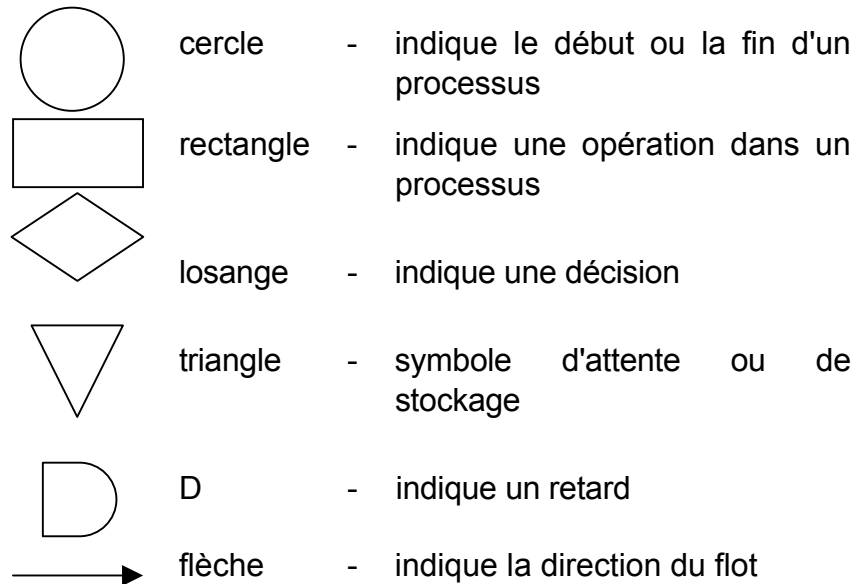 cercle - indique le début ou la fin d'un
processus
rectangle - indique une opération dans un
processus
losange - indique une décision
triangle - symbole d'attente ou de
stockage
D - indique un retard
flèche - indique la direction du flot